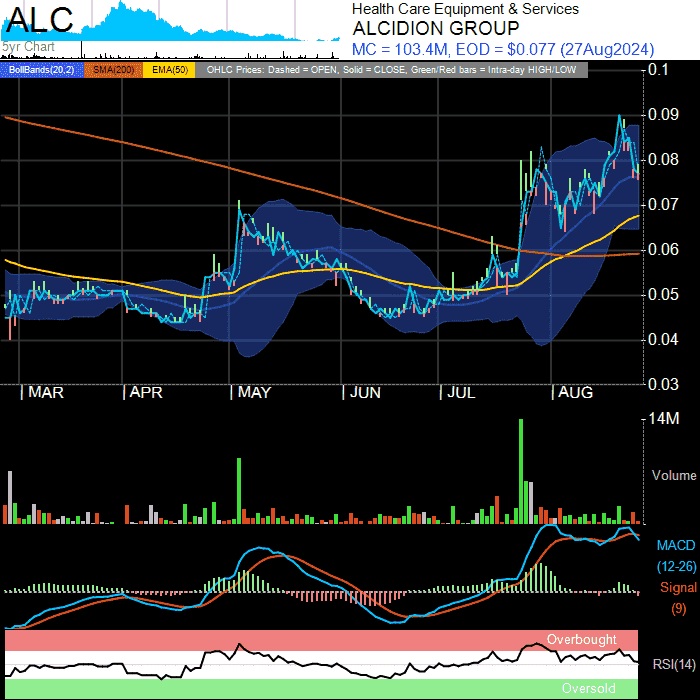 ALC
5yr Chart
Health Care Equipment & Services
ALCIDION GROUP
MC = 103.4M, EOD = $0.077 (27Aug2024)
BollBands(20,2) SMA(200) EMA(50) OHLC Prices: Dashed = OPEN, Solid = CLOSE, Green/Red bars = Intra-day HIGH/LOW
0.1
0.09
0.08
0.07
0.06
0.05
0.04
0.03
MAR APR MAY JUN JUL AUG
14M
Volume
MACD
(12-26)
Signal
(9)
Overbought
RSI(14)
Oversold